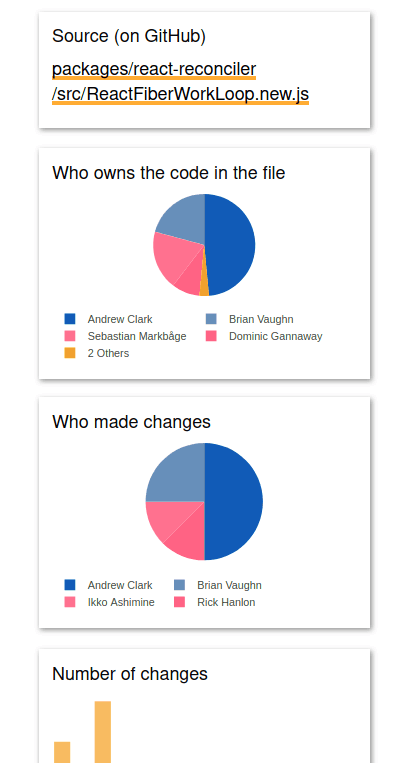 Source (on GitHub)
packages/react-reconciler
/src/ReactFiberWorkLoop.new.js
Who owns the code in the file
Andrew Clark
Brian Vaughn
Sebastian Markbåge
Dominic Gannaway
2 Others
Who made changes
Andrew Clark
Brian Vaughn
Ikko Ashimine
Rick Hanlon
Number of changes